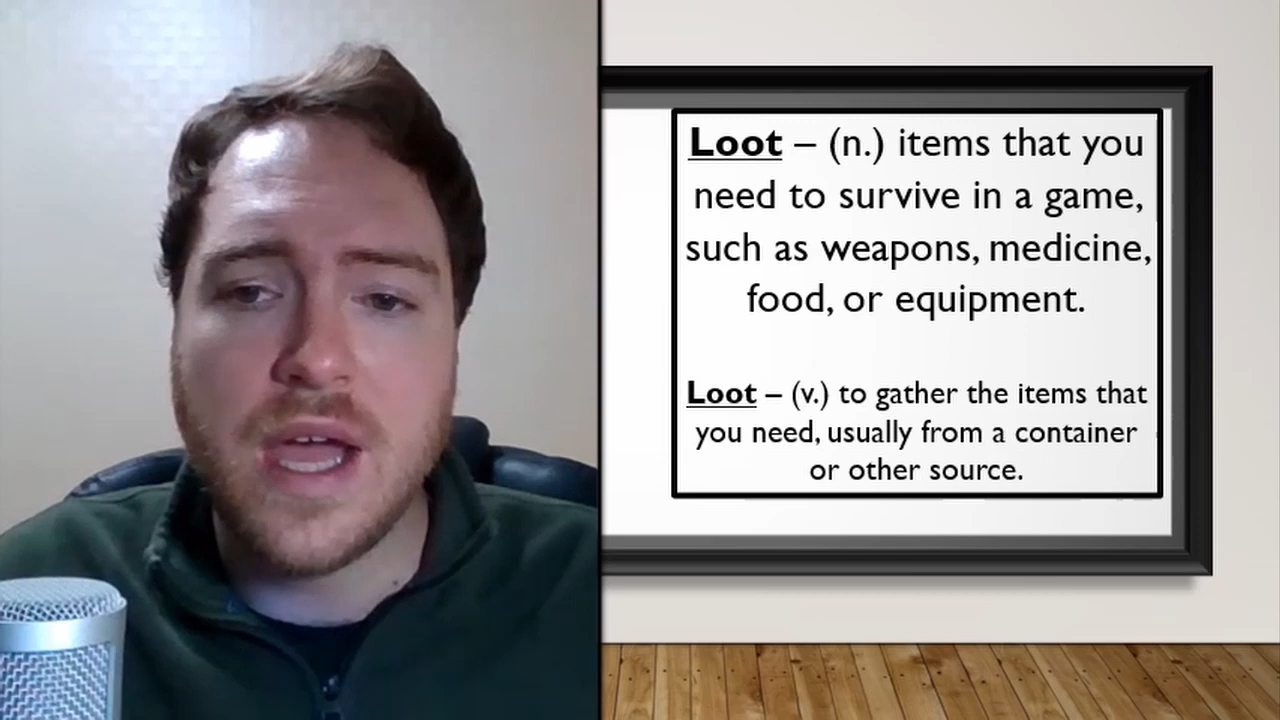 Loot – (n.) items that you
need to survive in a game,
such as weapons, medicine,
food, or equipment.
Loot – (v.) to gather the items that
you need, usually from a container
or other source.